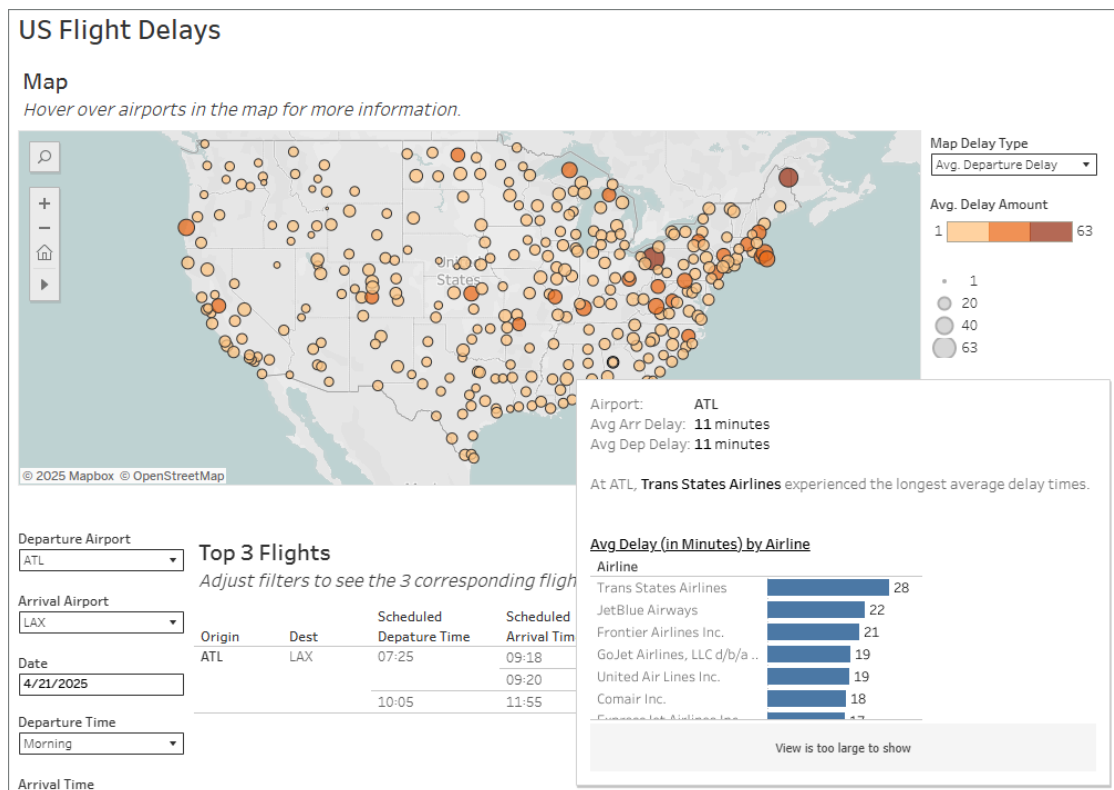 US Flight Delays
Map
Hover over airports in the map for more information.
Map Delay Type
Avg. Departure Delay
Avg. Delay Amount
1 63
1
20
40
63
United
States
© 2025 Mapbox © OpenStreetMap
Airport: ATL
Avg Arr Delay: 11 minutes
Avg Dep Delay: 11 minutes
At ATL, Trans States Airlines experienced the longest average delay times.
Avg Delay (in Minutes) by Airline
Airline
Trans States Airlines 28
JetBlue Airways 22
Frontier Airlines Inc. 21
GoJet Airlines, LLC d/b/a .. 19
United Air Lines Inc. 19
Comair Inc. 18
ExpressJet Airlines Inc. 17
View is too large to show
Departure Airport
ATL
Arrival Airport
LAX
Date
4/21/2025
Departure Time
Morning
Arrival Time
Top 3 Flights
Adjust filters to see the 3 corresponding fligh
Scheduled Scheduled
Origin Dest Depature Time Arrival Tim
ATL LAX 07:25 09:18
09:20
10:05 11:55